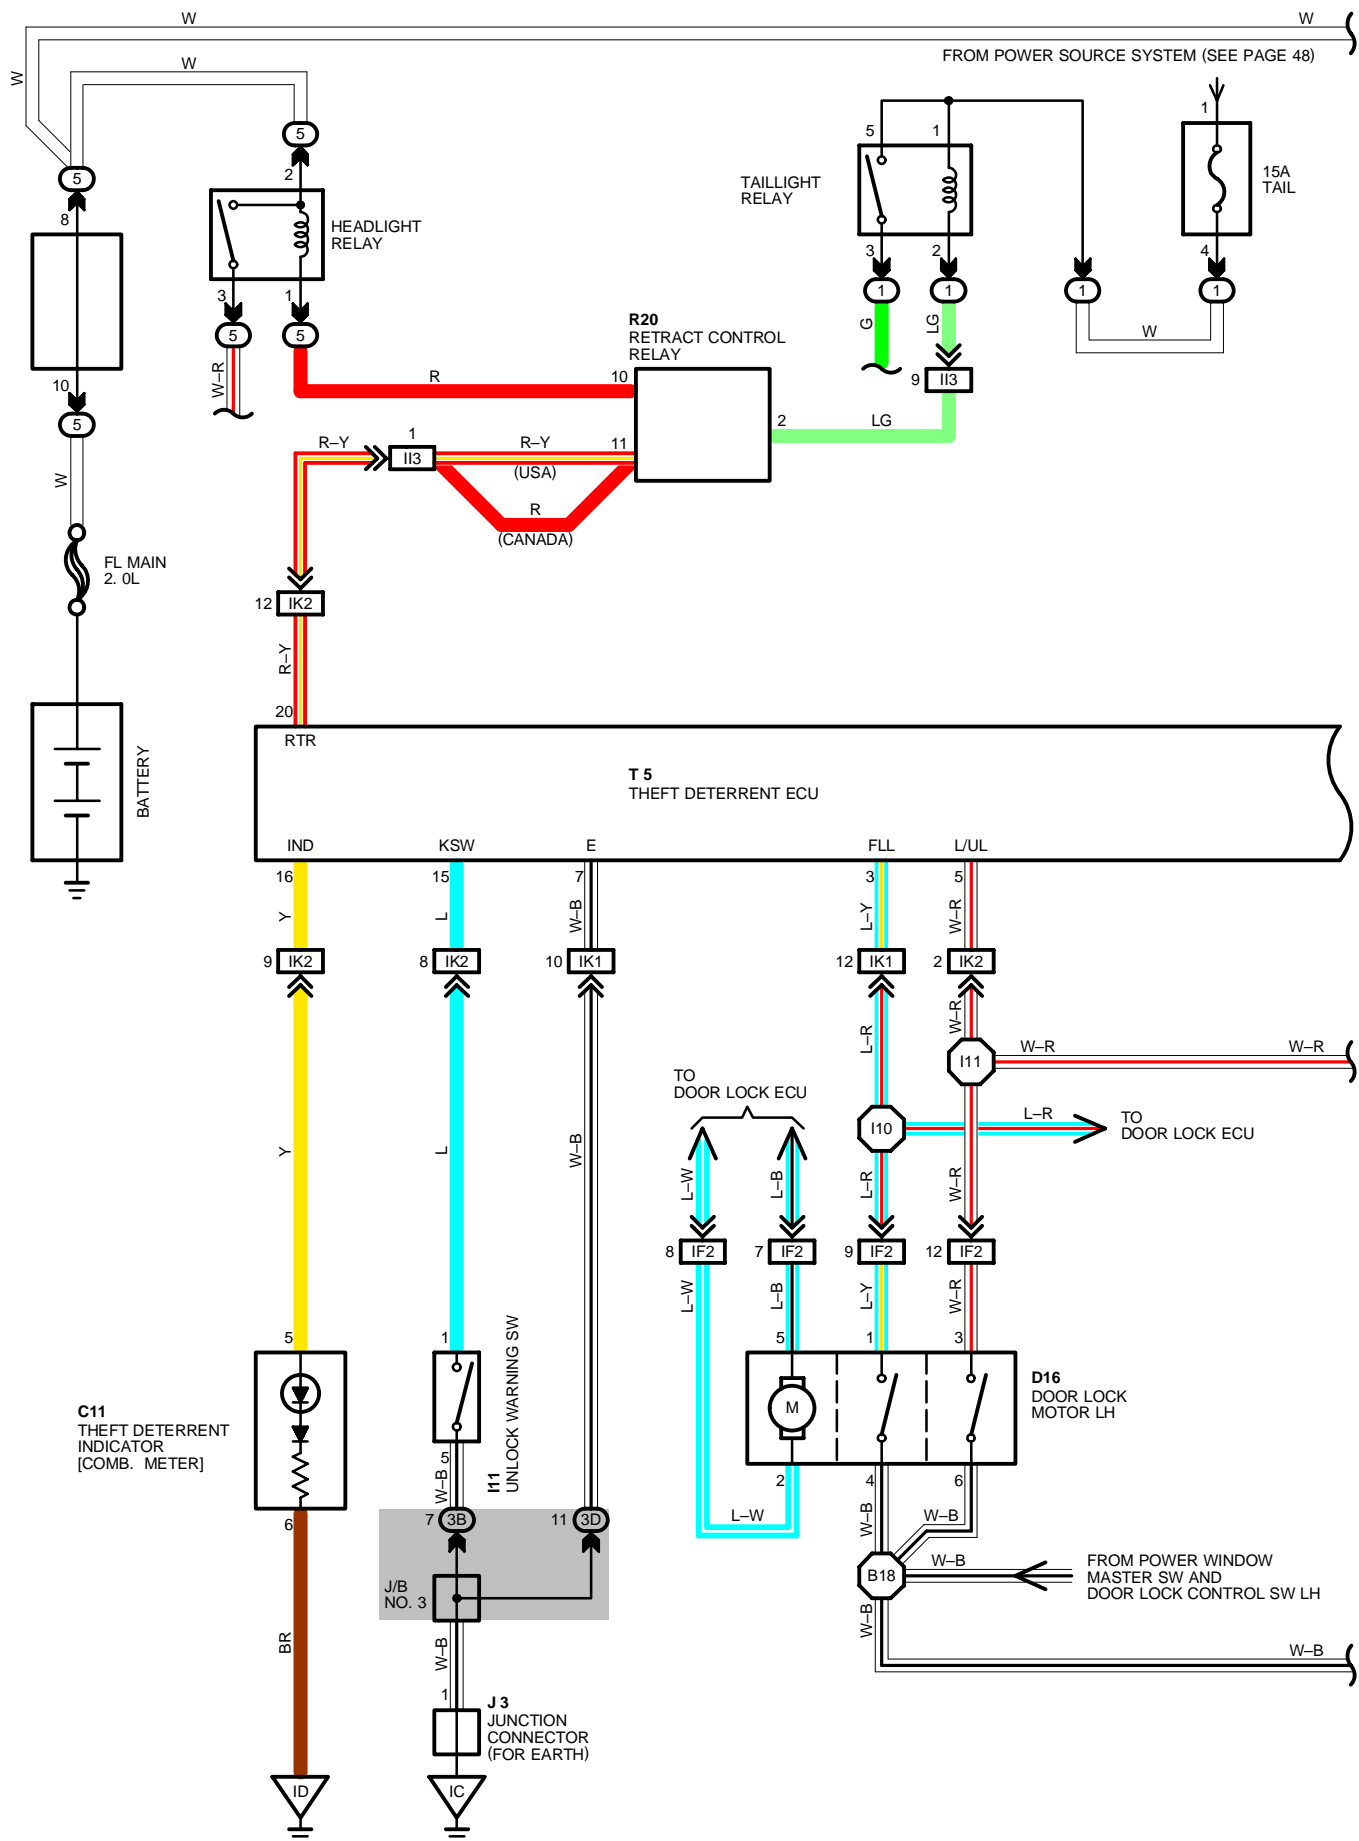 W
W
FROM POWER SOURCE SYSTEM (SEE PAGE 48)
W
W
5
5
8
2
HEADLIGHT
RELAY
3
1
5
5
W–R
10
5
W
FL MAIN
2. 0L
BATTERY
TAILLIGHT
RELAY
5
1
3
2
1
1
G
LG
9
II3
LG
1
15A
TAIL
4
1
1
W
R20
RETRACT CONTROL
RELAY
R
10
2
R–Y
1
II3
R–Y
11
(USA)
R
(CANADA)
12
IK2
R–Y
20
RTR
T 5
THEFT DETERRENT ECU
IND
KSW
E
FLL
L/UL
16
15
7
3
5
Y
L
W–B
L–Y
W–R
9
IK2
8
IK2
10
IK1
12
IK1
2
IK2
W–R
L–R
I11
W–R
W–R
TO
DOOR LOCK ECU
I10
L–R
TO
DOOR LOCK ECU
Y
L
W–B
L–W
L–B
L–R
W–R
8
IF2
7
IF2
9
IF2
12
IF2
L–W
L–B
L–Y
W–R
5
1
5
1
3
C11
THEFT DETERRENT
INDICATOR
[COMB. METER]
I11
UNLOCK WARNING SW
M
D16
DOOR LOCK
MOTOR LH
6
5
2
4
6
W–B
L–W
W–B
W–B
7
3B
11
3D
J/B
NO. 3
B18
W–B
FROM POWER WINDOW
MASTER SW AND
DOOR LOCK CONTROL SW LH
W–B
W–B
BR
W–B
1
J 3
JUNCTION
CONNECTOR
(FOR EARTH)
ID
IC